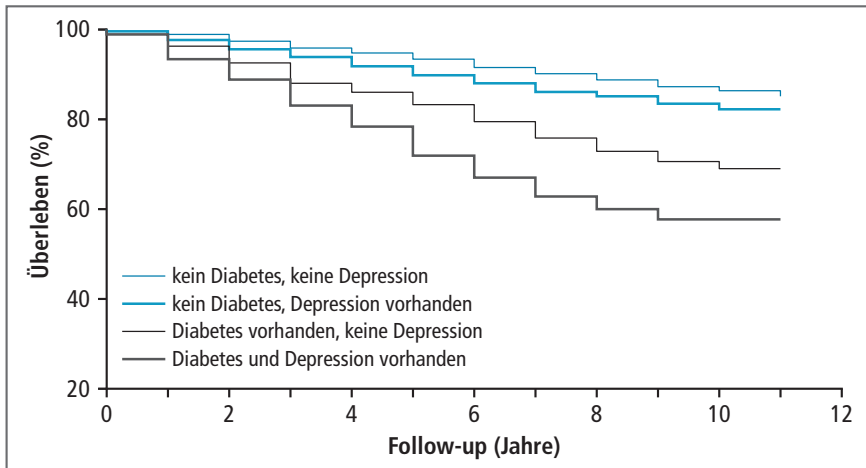 100
80
60
40
20
Überleben (%)
kein Diabetes, keine Depression
kein Diabetes, Depression vorhanden
Diabetes vorhanden, keine Depression
Diabetes und Depression vorhanden
0 2 4 6 8 10 12
Follow-up (Jahre)